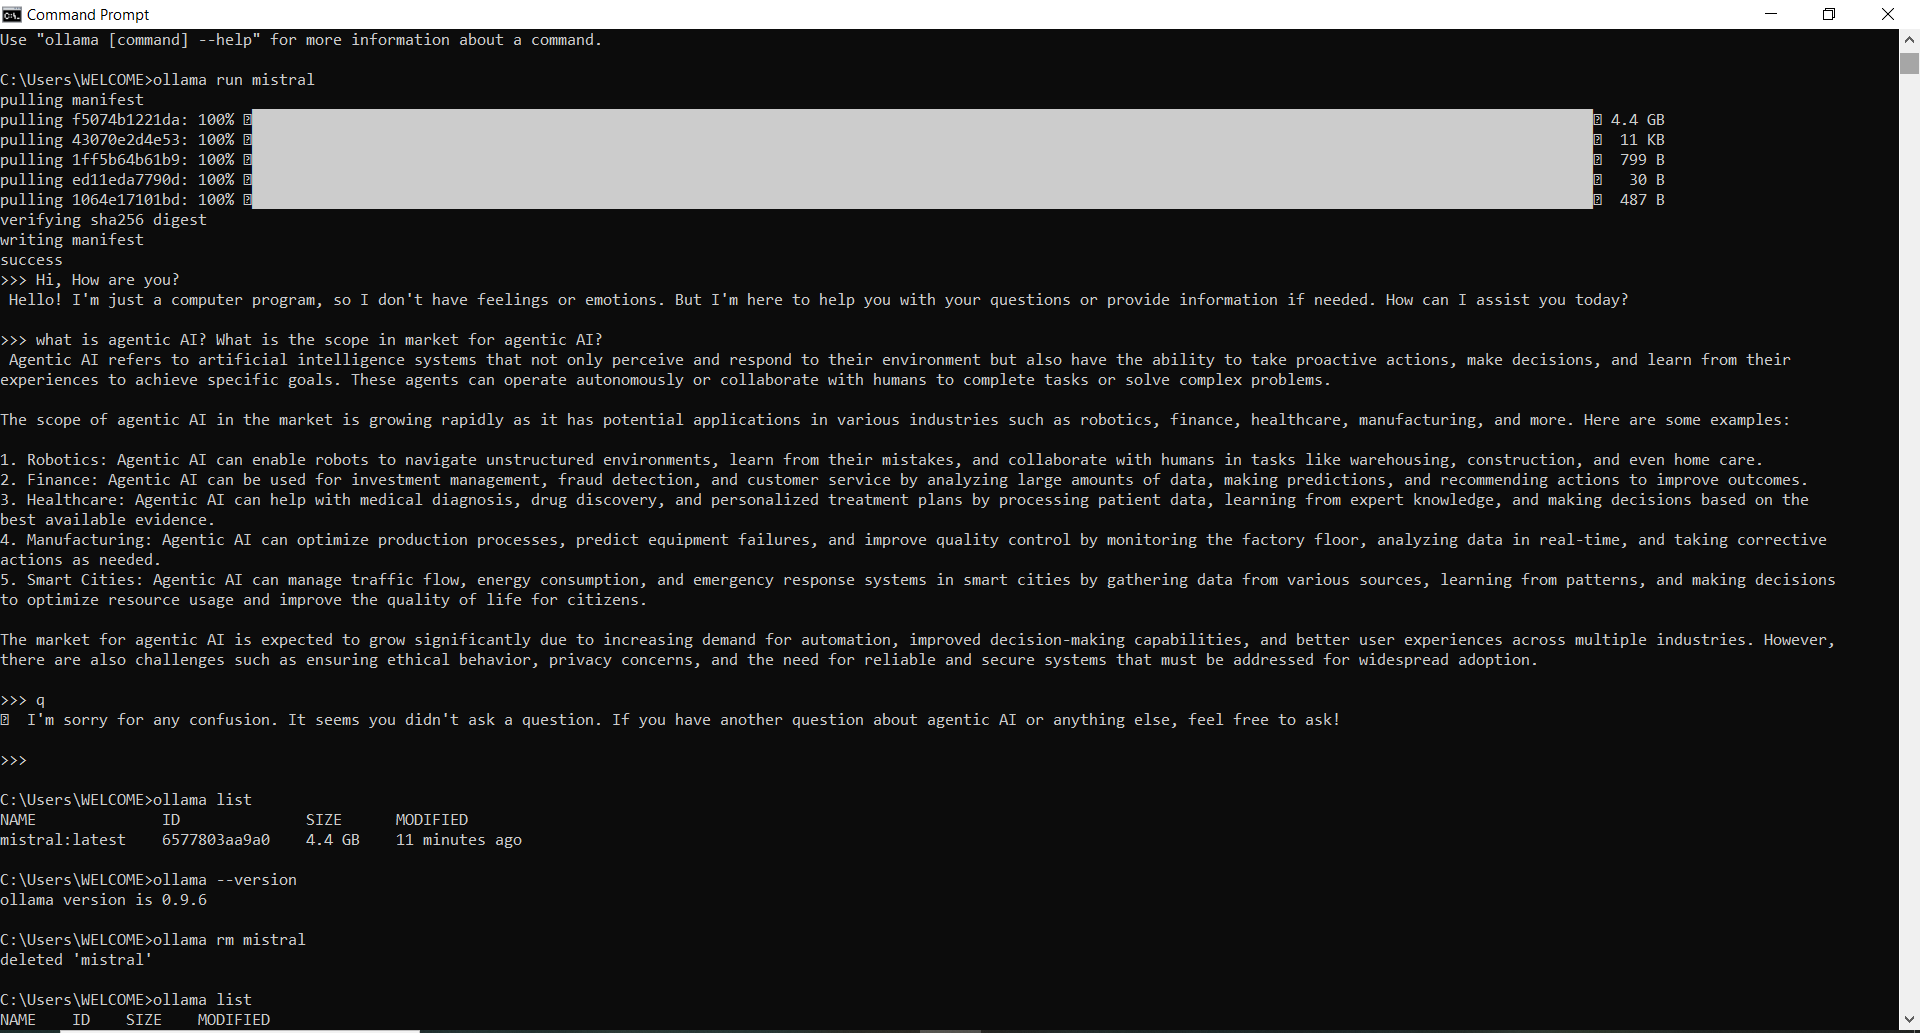 Command Prompt
Use "ollama [command] --help" for more information about a command.
C:\Users\WELCOME>ollama run mistral
pulling manifest
pulling f5074b1221da: 100% 4.4 GB
pulling 43070e2d4e53: 100% 11 KB
pulling 1ff5b64b61b9: 100% 799 B
pulling ed11eda7790d: 100% 30 B
pulling 1064e17101bd: 100% 487 B
verifying sha256 digest
writing manifest
success
>>> Hi, How are you?
Hello! I'm just a computer program, so I don't have feelings or emotions. But I'm here to help you with your questions or provide information if needed. How can I assist you today?
>>> what is agentic AI? What is the scope in market for agentic AI?
Agentic AI refers to artificial intelligence systems that not only perceive and respond to their environment but also have the ability to take proactive actions, make decisions, and learn from their
experiences to achieve specific goals. These agents can operate autonomously or collaborate with humans to complete tasks or solve complex problems.
The scope of agentic AI in the market is growing rapidly as it has potential applications in various industries such as robotics, finance, healthcare, manufacturing, and more. Here are some examples:
1. Robotics: Agentic AI can enable robots to navigate unstructured environments, learn from their mistakes, and collaborate with humans in tasks like warehousing, construction, and even home care.
2. Finance: Agentic AI can be used for investment management, fraud detection, and customer service by analyzing large amounts of data, making predictions, and recommending actions to improve outcomes.
3. Healthcare: Agentic AI can help with medical diagnosis, drug discovery, and personalized treatment plans by processing patient data, learning from expert knowledge, and making decisions based on the
best available evidence.
4. Manufacturing: Agentic AI can optimize production processes, predict equipment failures, and improve quality control by monitoring the factory floor, analyzing data in real-time, and taking corrective
actions as needed.
5. Smart Cities: Agentic AI can manage traffic flow, energy consumption, and emergency response systems in smart cities by gathering data from various sources, learning from patterns, and making decisions
to optimize resource usage and improve the quality of life for citizens.
The market for agentic AI is expected to grow significantly due to increasing demand for automation, improved decision-making capabilities, and better user experiences across multiple industries. However,
there are also challenges such as ensuring ethical behavior, privacy concerns, and the need for reliable and secure systems that must be addressed for widespread adoption.
>>> q
I'm sorry for any confusion. It seems you didn't ask a question. If you have another question about agentic AI or anything else, feel free to ask!
>>>
C:\Users\WELCOME>ollama list
NAME ID SIZE MODIFIED
mistral:latest 6577803aa9a0 4.4 GB 11 minutes ago
C:\Users\WELCOME>ollama --version
ollama version is 0.9.6
C:\Users\WELCOME>ollama rm mistral
deleted 'mistral'
C:\Users\WELCOME>ollama list
NAME ID SIZE MODIFIED